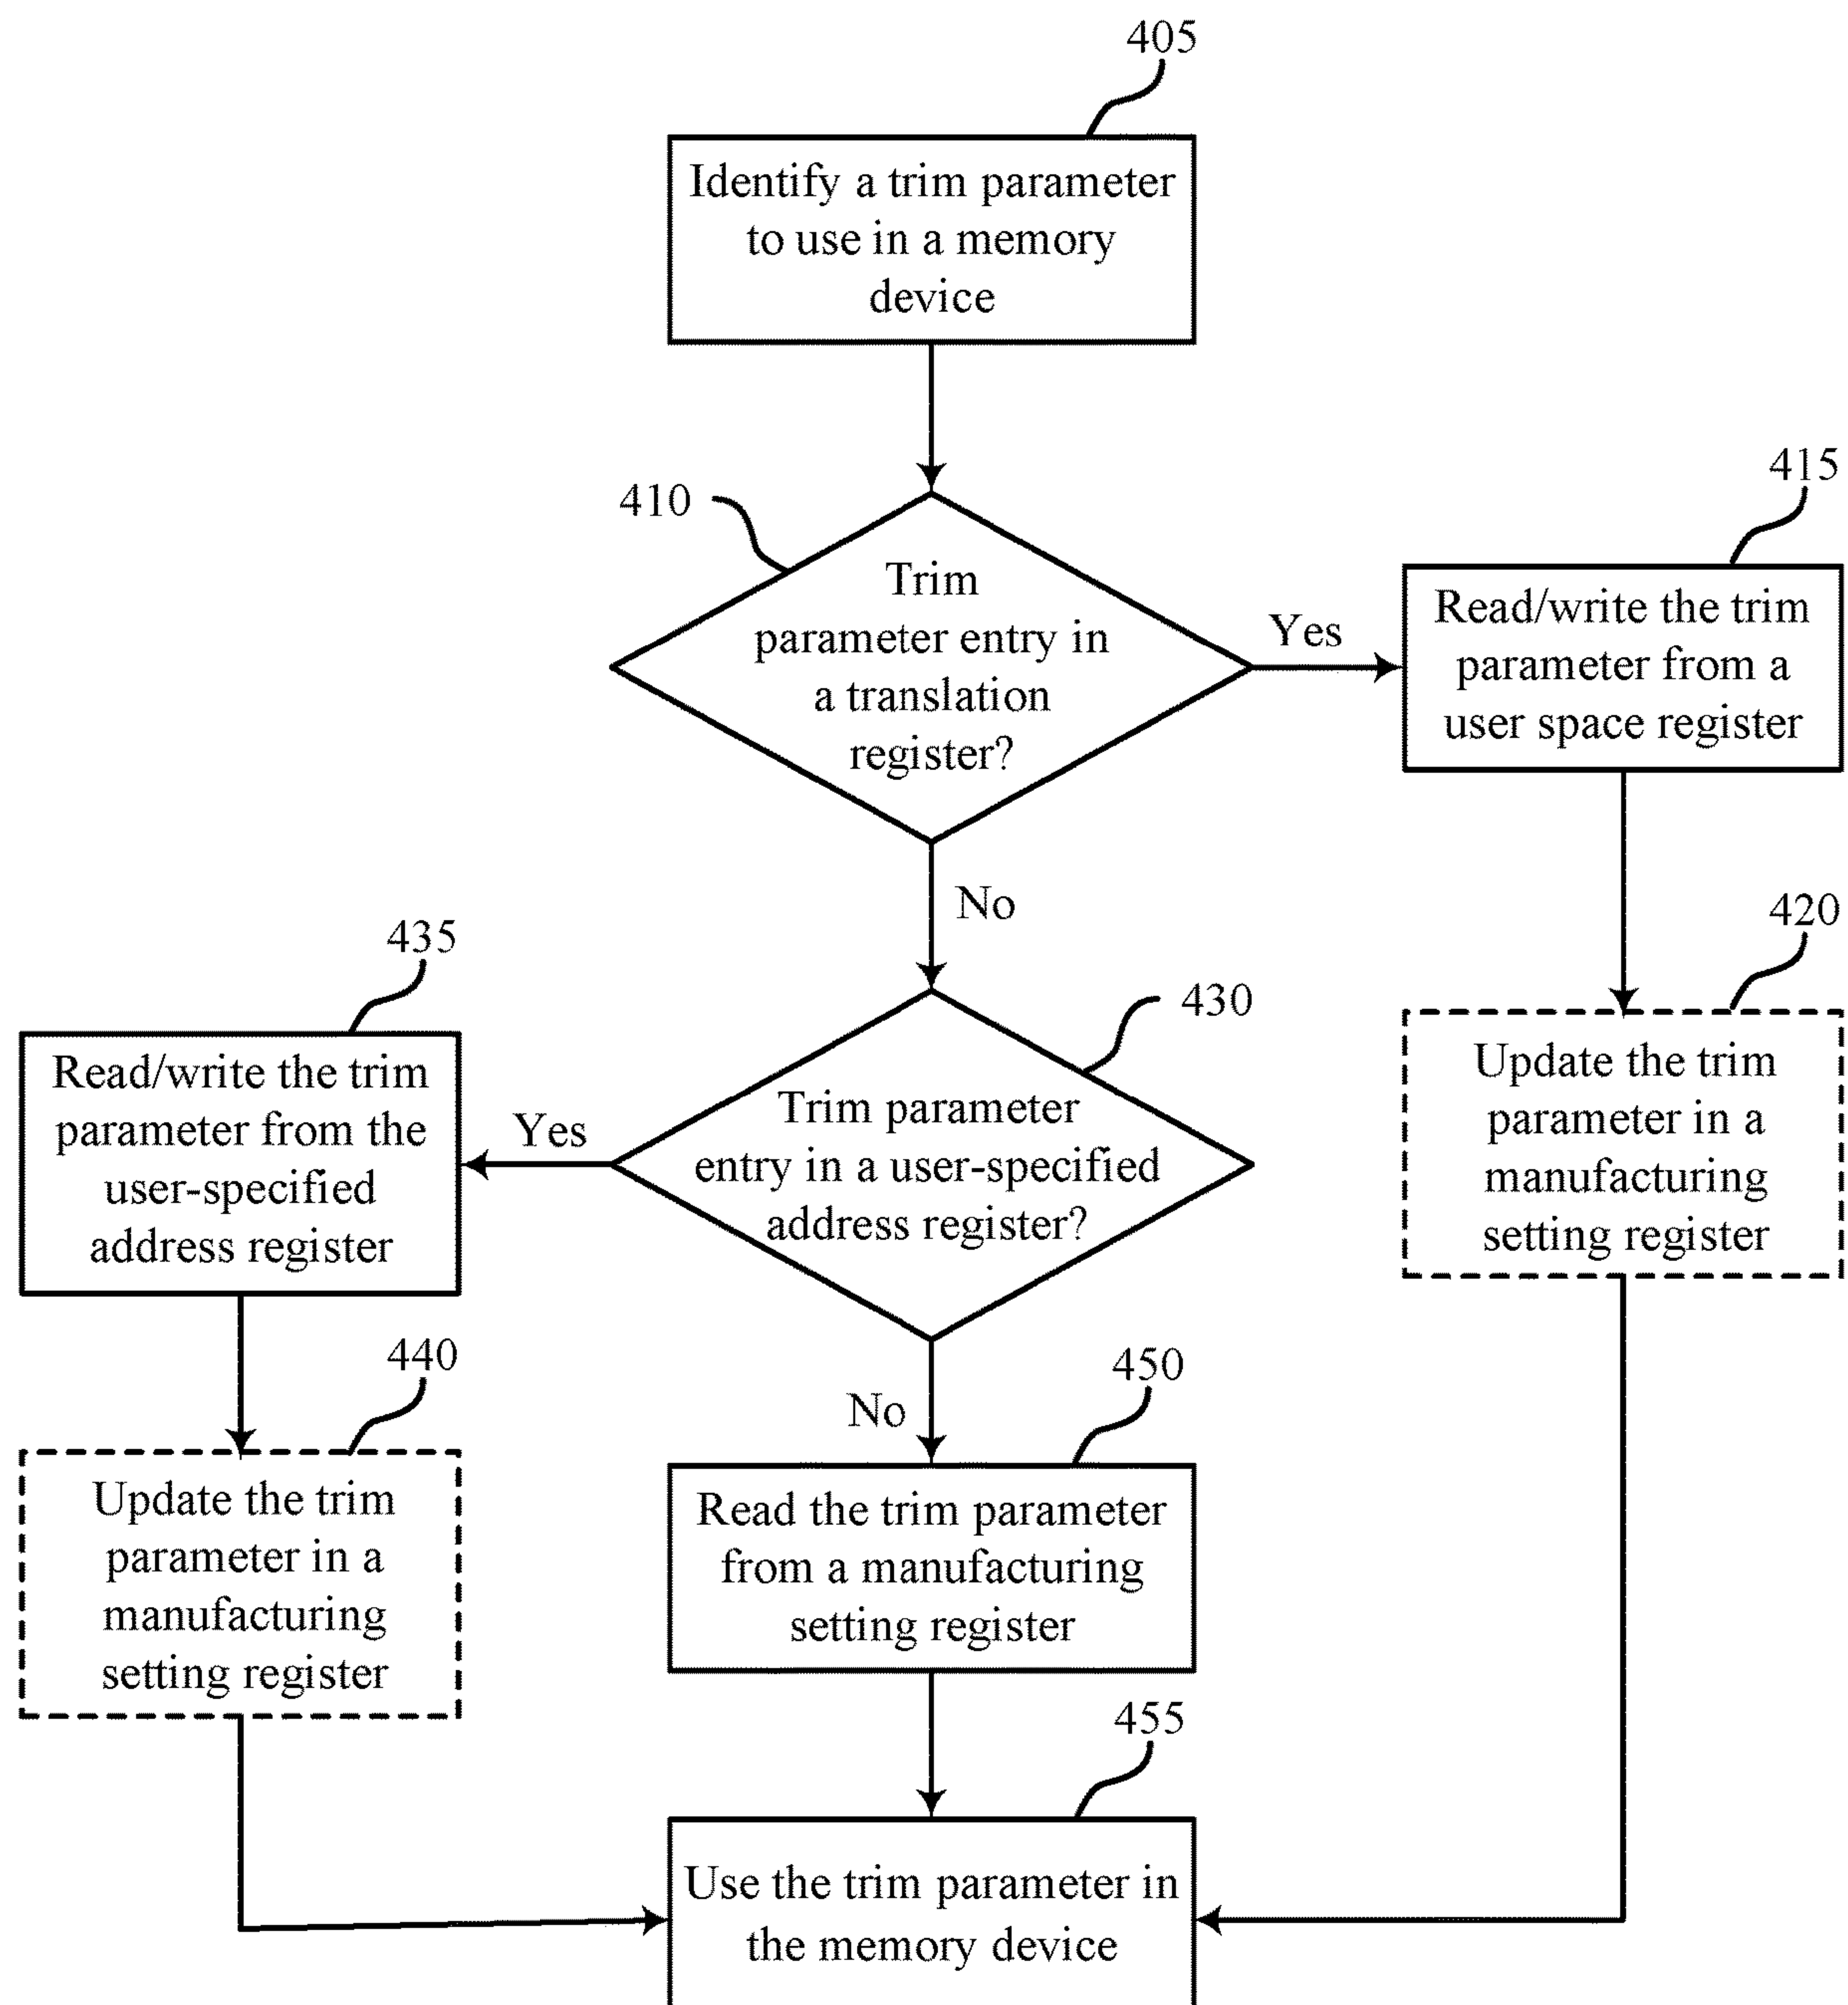 405
Identify a trim parameter
to use in a memory
device
410
Trim
parameter entry in
a translation
register?
Yes
415
Read/write the trim
parameter from a
user space register
No
420
Update the trim
parameter in a
manufacturing
setting register
430
Trim parameter
entry in a user-specified
address register?
Yes
435
Read/write the trim
parameter from the
user-specified
address register
440
Update the trim
parameter in a
manufacturing
setting register
No
450
Read the trim parameter
from a manufacturing
setting register
455
Use the trim parameter in
the memory device